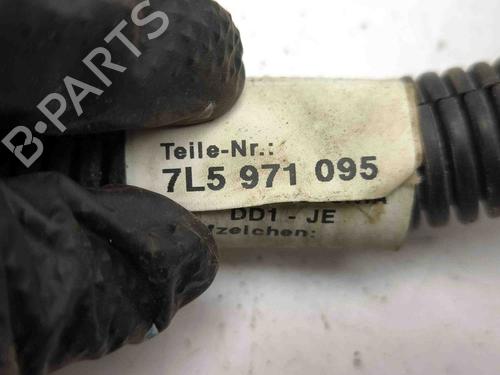 B-PARTS
Teile-Nr.:
7L5 971 095
DD1 - JE